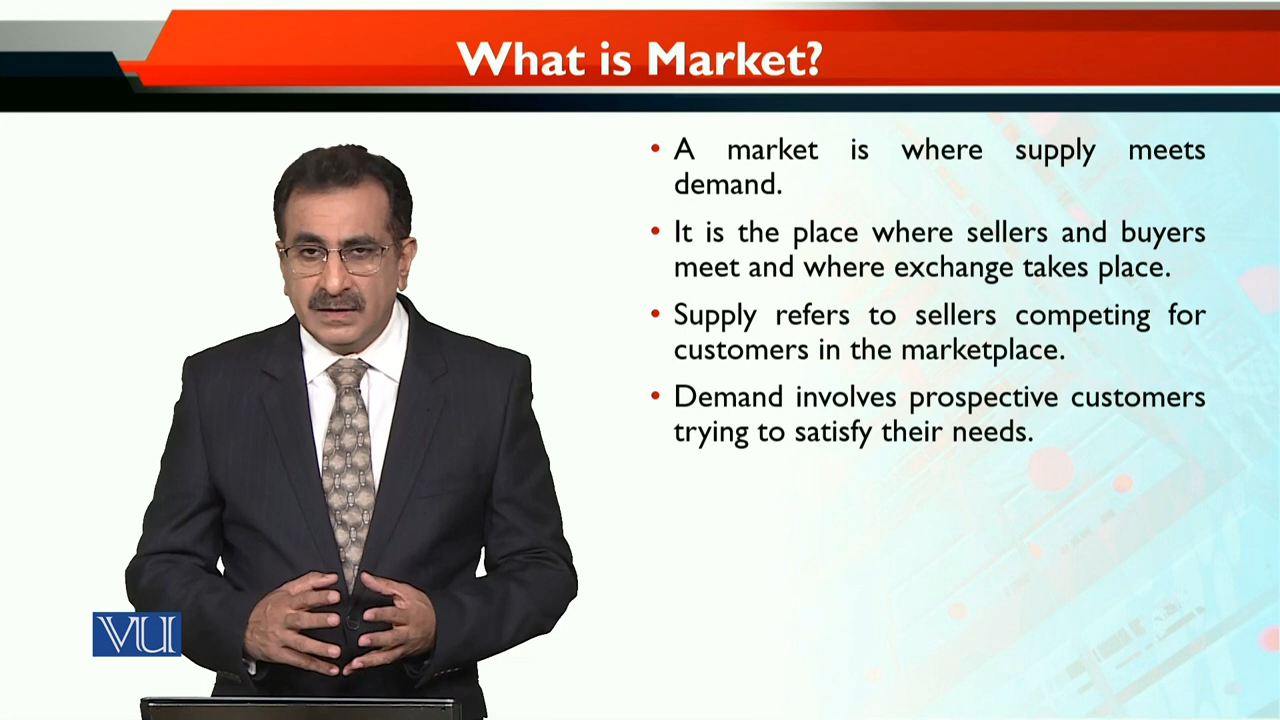 What is Market?
• A market is where supply meets
demand.
• It is the place where sellers and buyers
meet and where exchange takes place.
• Supply refers to sellers competing for
customers in the marketplace.
• Demand involves prospective customers
trying to satisfy their needs.
VU